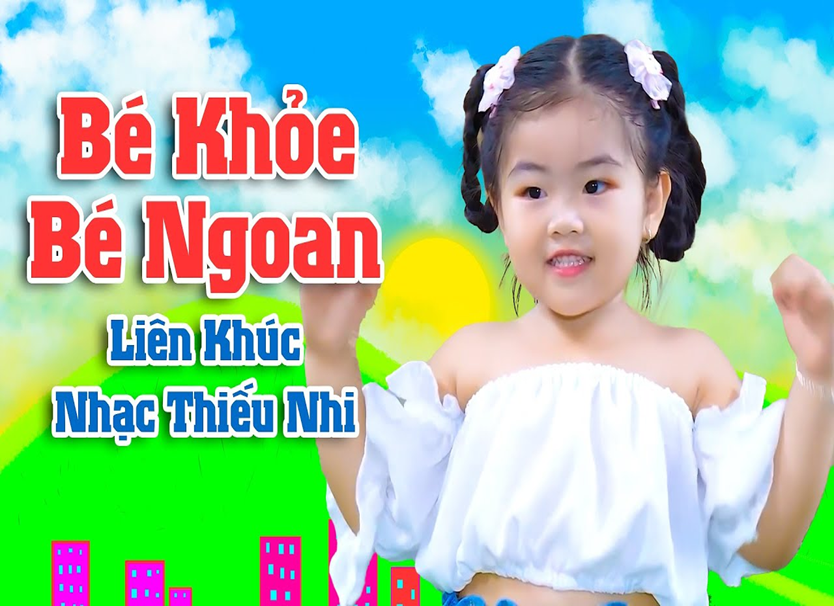 Bé Khỏe
Bé Ngoan
Liên Khúc
Nhạc Thiếu Nhi